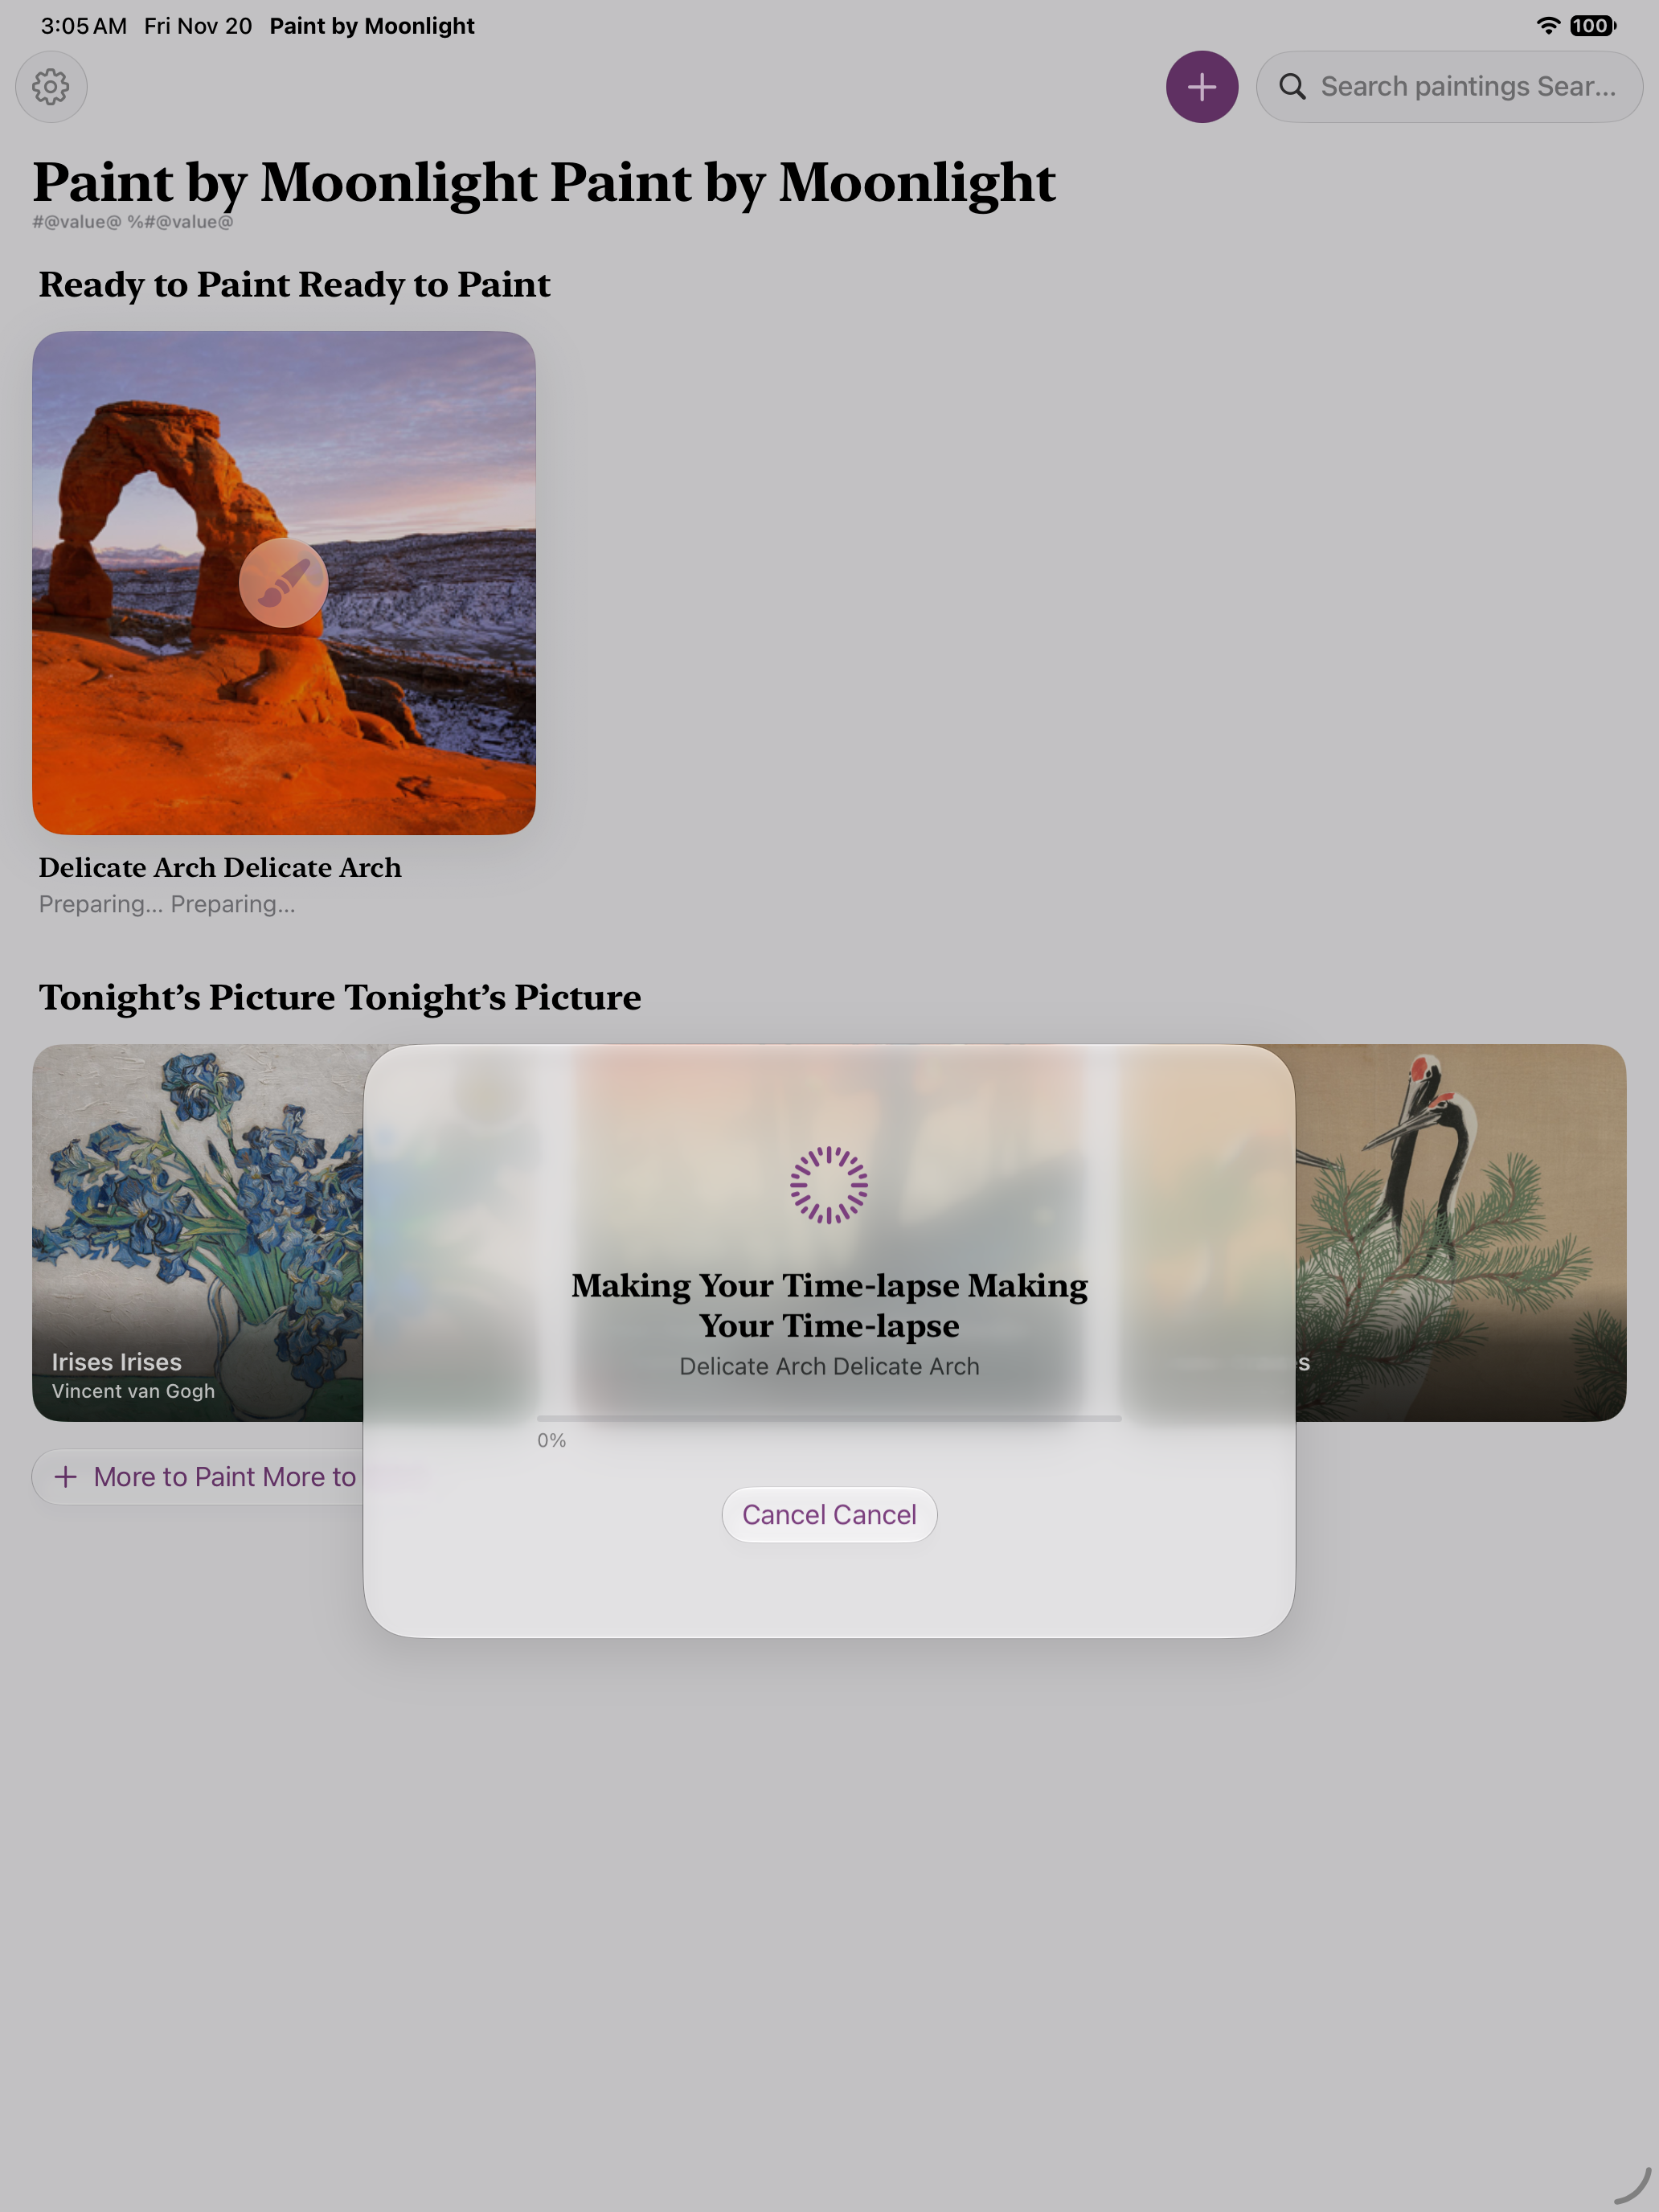 3:05 AM Fri Nov 20 Paint by Moonlight
100
Search paintings Sear...
Paint by Moonlight Paint by Moonlight
#@value@ %#@value@
Ready to Paint Ready to Paint
Delicate Arch Delicate Arch
Preparing... Preparing...
Tonight’s Picture Tonight’s Picture
Irises Irises
Vincent van Gogh
Making Your Time-lapse Making
Your Time-lapse
Delicate Arch Delicate Arch
0%
More to Paint More to
Cancel Cancel